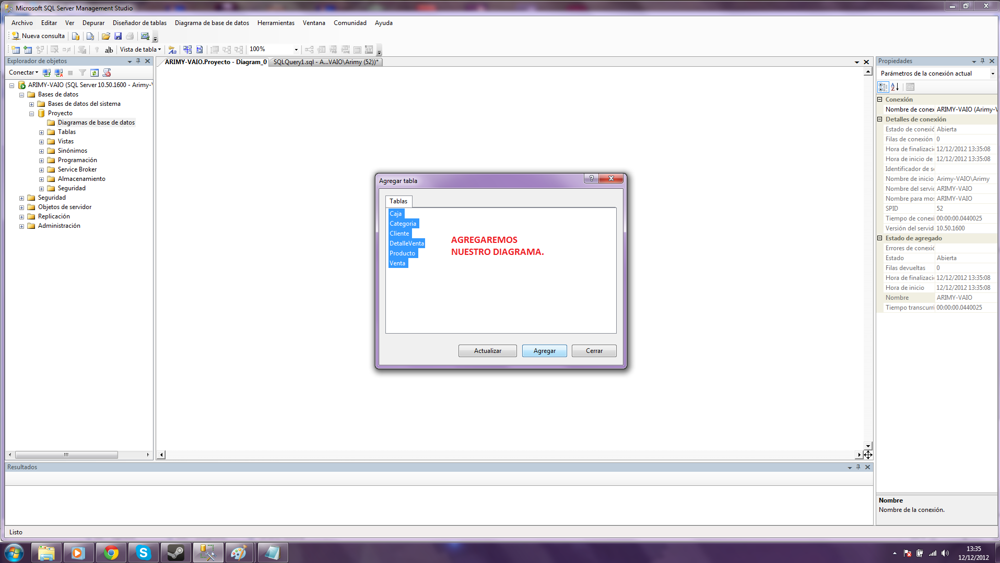 Microsoft SQL Server Management Studio
Archivo Editar Ver Depurar Diseñador de tablas Diagrama de base de datos Herramientas Ventana Comunidad Ayuda
Nueva consulta
Vista de tabla 100%
Explorador de objetos
Conectar
ARIMY-VAIO (SQL Server 10.50.1600 - Arimy-V
Bases de datos
Bases de datos del sistema
Proyecto
Diagramas de base de datos
Tablas
Vistas
Sinónimos
Programación
Service Broker
Almacenamiento
Seguridad
Seguridad
Objetos de servidor
Replicación
Administración
ARIMY-VAIO.Proyecto - Diagram_0 SQLQuery1.sql - A...VAIO\Arimy (52))*
Agregar tabla
Tablas
Caja
Categoria
Cliente
DetalleVenta
Producto
Venta
AGREGAREMOS
NUESTRO DIAGRAMA.
Actualizar Agregar Cerrar
Propiedades
Parámetros de la conexión actual
Conexión
Nombre de conex ARIMY-VAIO (Arimy-V
Detalles de conexión
Estado de conexió Abierta
Filas de conexión 0
Hora de finalizació 12/12/2012 13:35:08
Hora de inicio de 12/12/2012 13:35:08
Identificador de se
Nombre de inicio Arimy-VAIO\Arimy
Nombre del servic ARIMY-VAIO
Nombre para mos ARIMY-VAIO
SPID 52
Tiempo de conexi 00:00:00.0440025
Versión del servid 10.50.1600
Estado de agregado
Errores de conexió
Estado Abierta
Filas devueltas 0
Hora de finalizació 12/12/2012 13:35:08
Hora de inicio 12/12/2012 13:35:08
Nombre ARIMY-VAIO
Tiempo transcurri 00:00:00.0440025
Nombre
Nombre de la conexión.
Resultados
Listo
13:35
12/12/2012